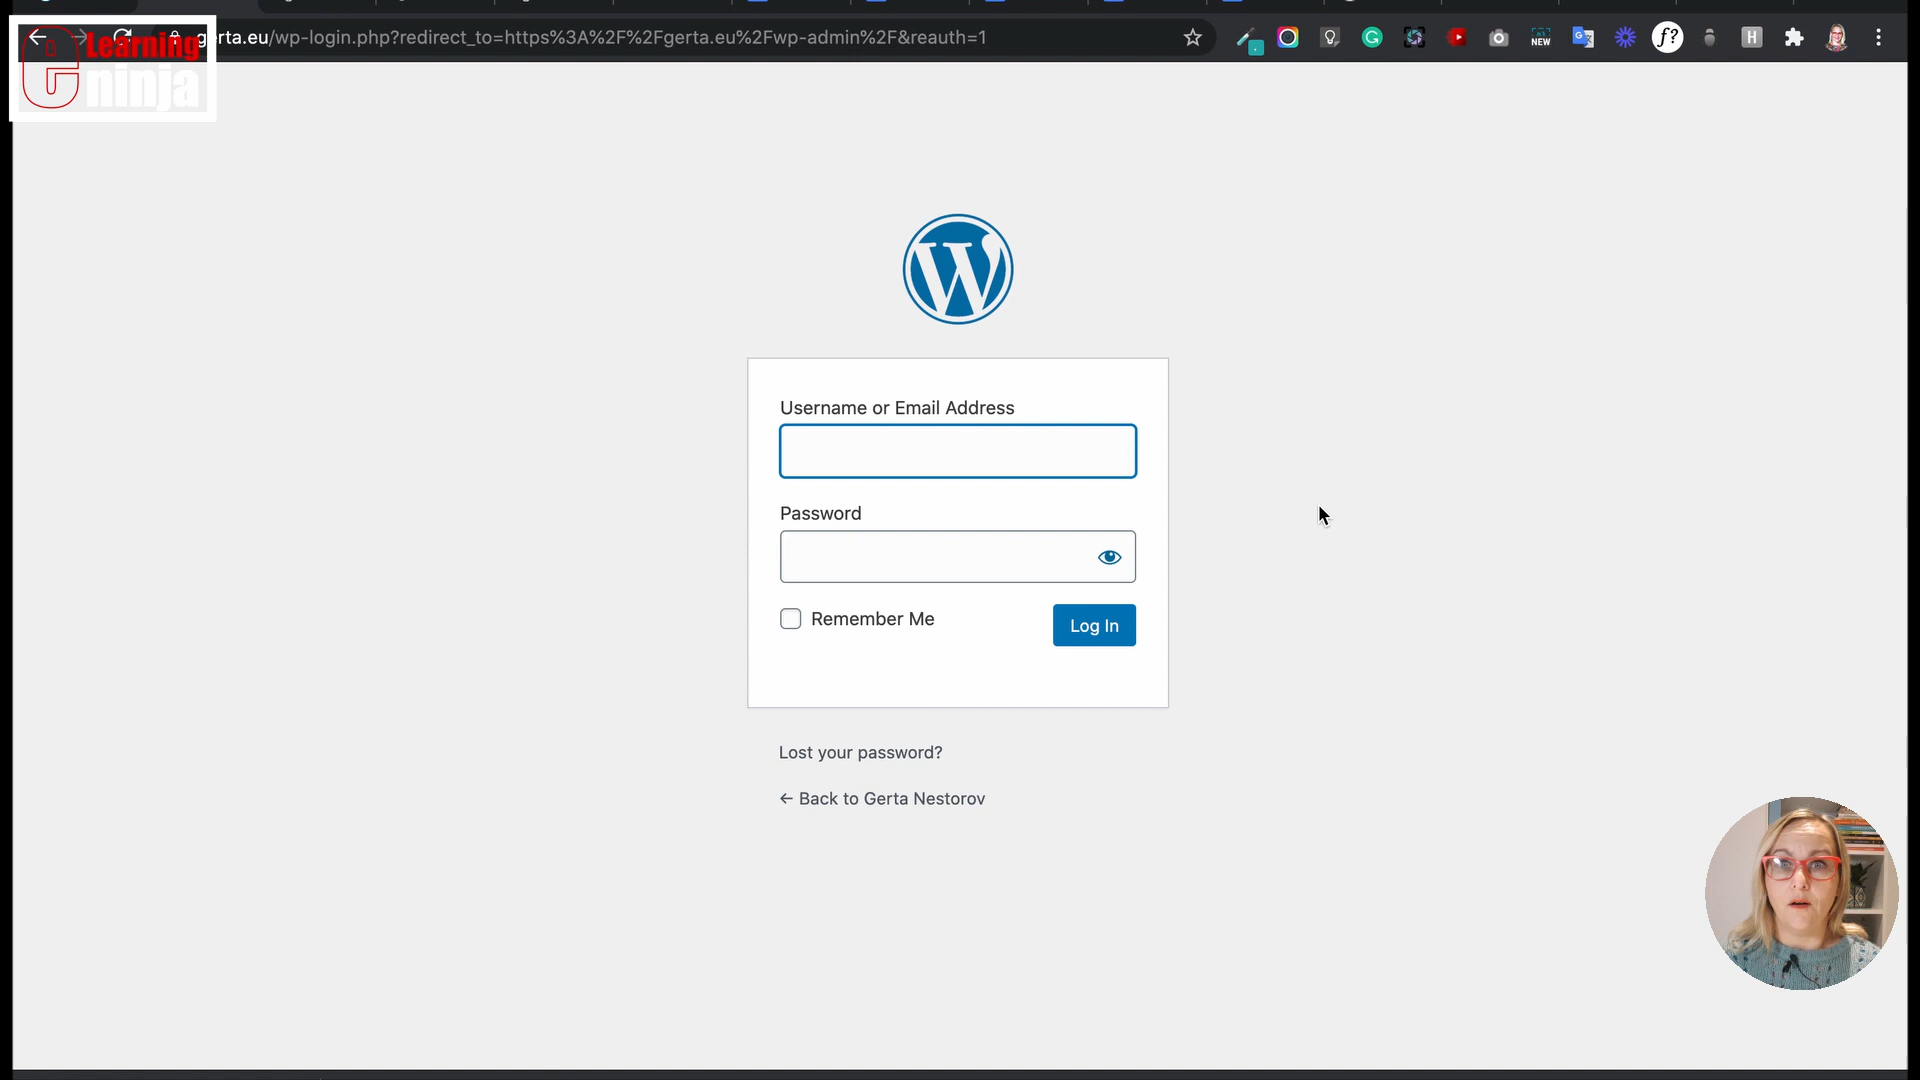 Learning
ninja
gerta.eu/wp-login.php?redirect_to=https%3A%2F%2Fgerta.eu%2Fwp-admin%2F&reauth=1
NEW
f?
H
Username or Email Address
Password
Remember Me
Log In
Lost your password?
← Back to Gerta Nestorov